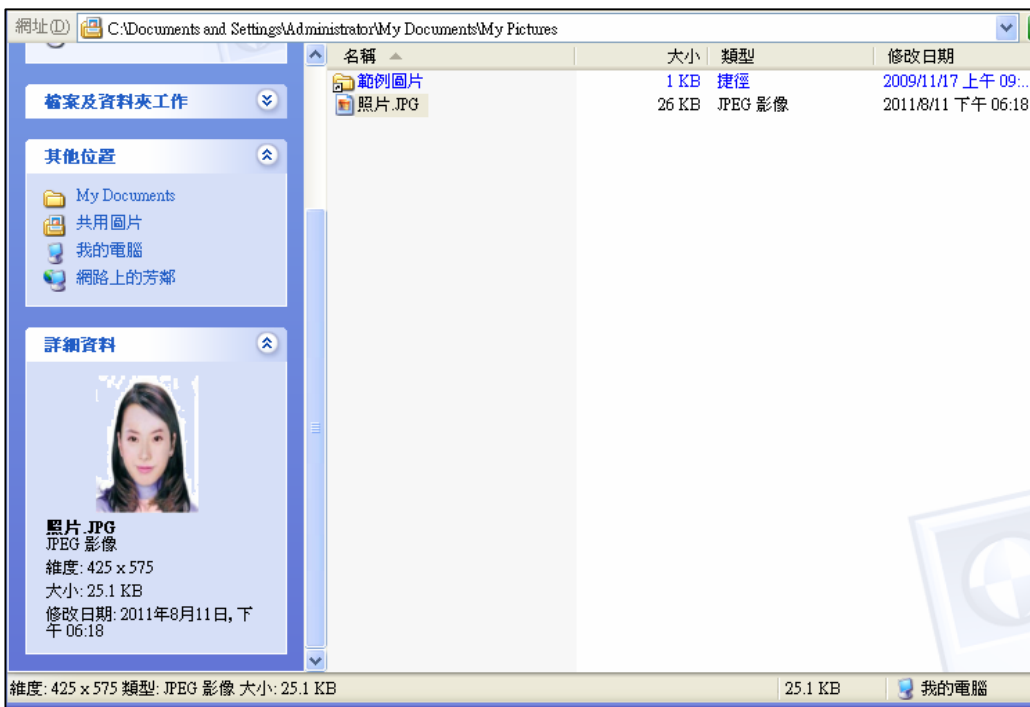 網址(D) C:\Documents and Settings\Administrator\My Documents\My Pictures
檔案及資料夾工作
其他位置
My Documents
共用圖片
我的電腦
網路上的芳鄰
詳細資料
照片.JPG
JPEG 影像
維度: 425 x 575
大小: 25.1 KB
修改日期: 2011年8月11日, 下
午 06:18
名稱 大小 類型 修改日期
範例圖片 1 KB 捷徑 2009/11/17 上午 09:...
照片.JPG 26 KB JPEG 影像 2011/8/11 下午 06:18
維度: 425 x 575 類型: JPEG 影像 大小: 25.1 KB 25.1 KB 我的電腦